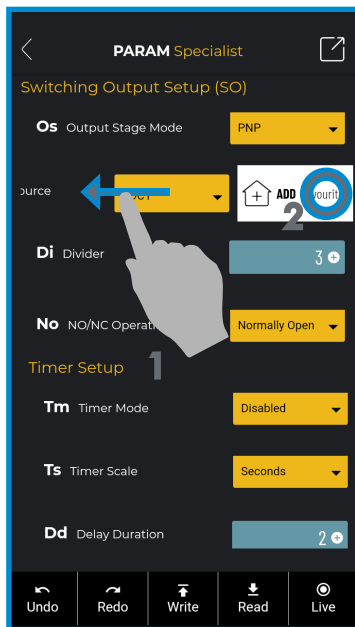 PARAM Specialist
Switching Output Setup (SO)
Os Output Stage Mode PNP
ource ADD
2
Di Divider 3
No NO/NC Normally Open
1
Timer Setup
Tm Timer Mode Disabled
Ts Timer Scale Seconds
Dd Delay Duration 2
Undo Redo Write Read Live